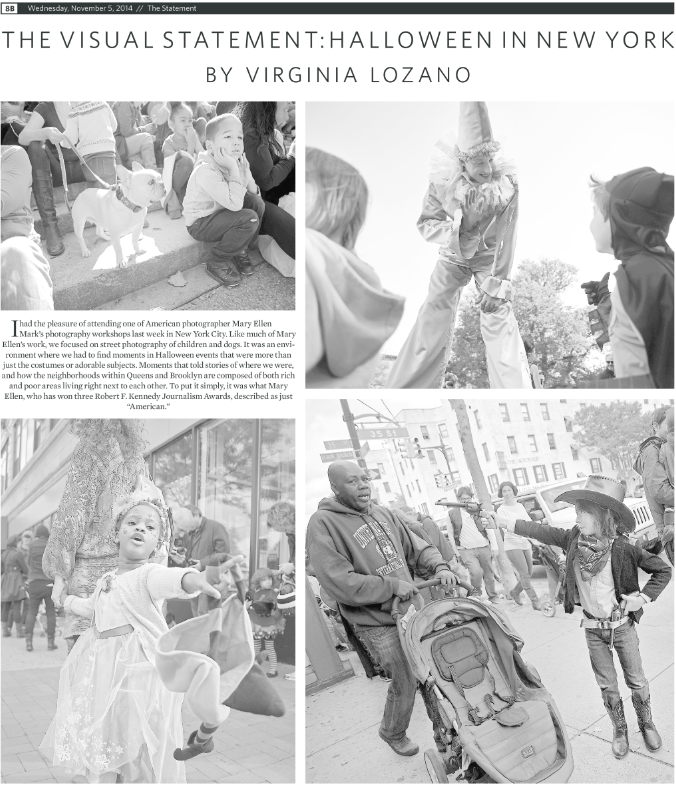 8B Wednesday, November 5, 2014 // The Statement
THE VISUAL STATEMENT: HALLOWEEN IN NEW YORK
BY VIRGINIA LOZANO
I had the pleasure of attending one of American photographer Mary Ellen
Mark's photography workshops last week in New York City. Like much of Mary
Ellen's work, we focused on street photography of children and dogs. It was an envi-
ronment where we had to find moments in Halloween events that were more than
just the costumes or adorable subjects. Moments that told stories of where we were,
and how the neighborhoods within Queens and Brooklyn are composed of both rich
and poor areas living right next to each other. To put it simply, it was what Mary
Ellen, who has won three Robert F. Kennedy Journalism Awards, described as just
"American."